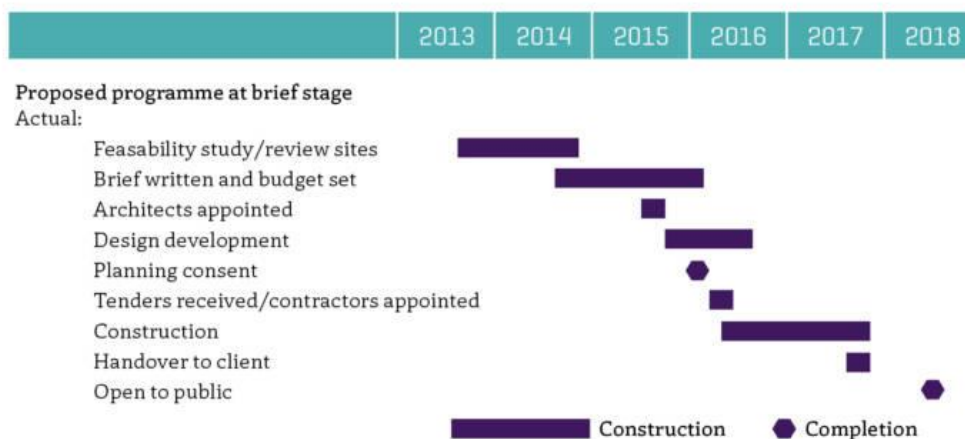 2013 2014 2015 2016 2017 2018
Proposed programme at brief stage
Actual:
Feasability study/review sites
Brief written and budget set
Architects appointed
Design development
Planning consent
Tenders received/contractors appointed
Construction
Handover to client
Open to public
Construction Completion